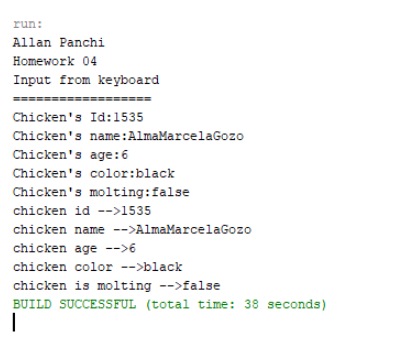 run:
Allan Panchi
Homework 04
Input from keyboard
==================
Chicken's Id:1535
Chicken's name:AlmaMarcelaGozo
Chicken's age:6
Chicken's color:black
Chicken's molting:false
chicken id -->1535
chicken name -->AlmaMarcelaGozo
chicken age -->6
chicken color -->black
chicken is molting -->false
BUILD SUCCESSFUL (total time: 38 seconds)